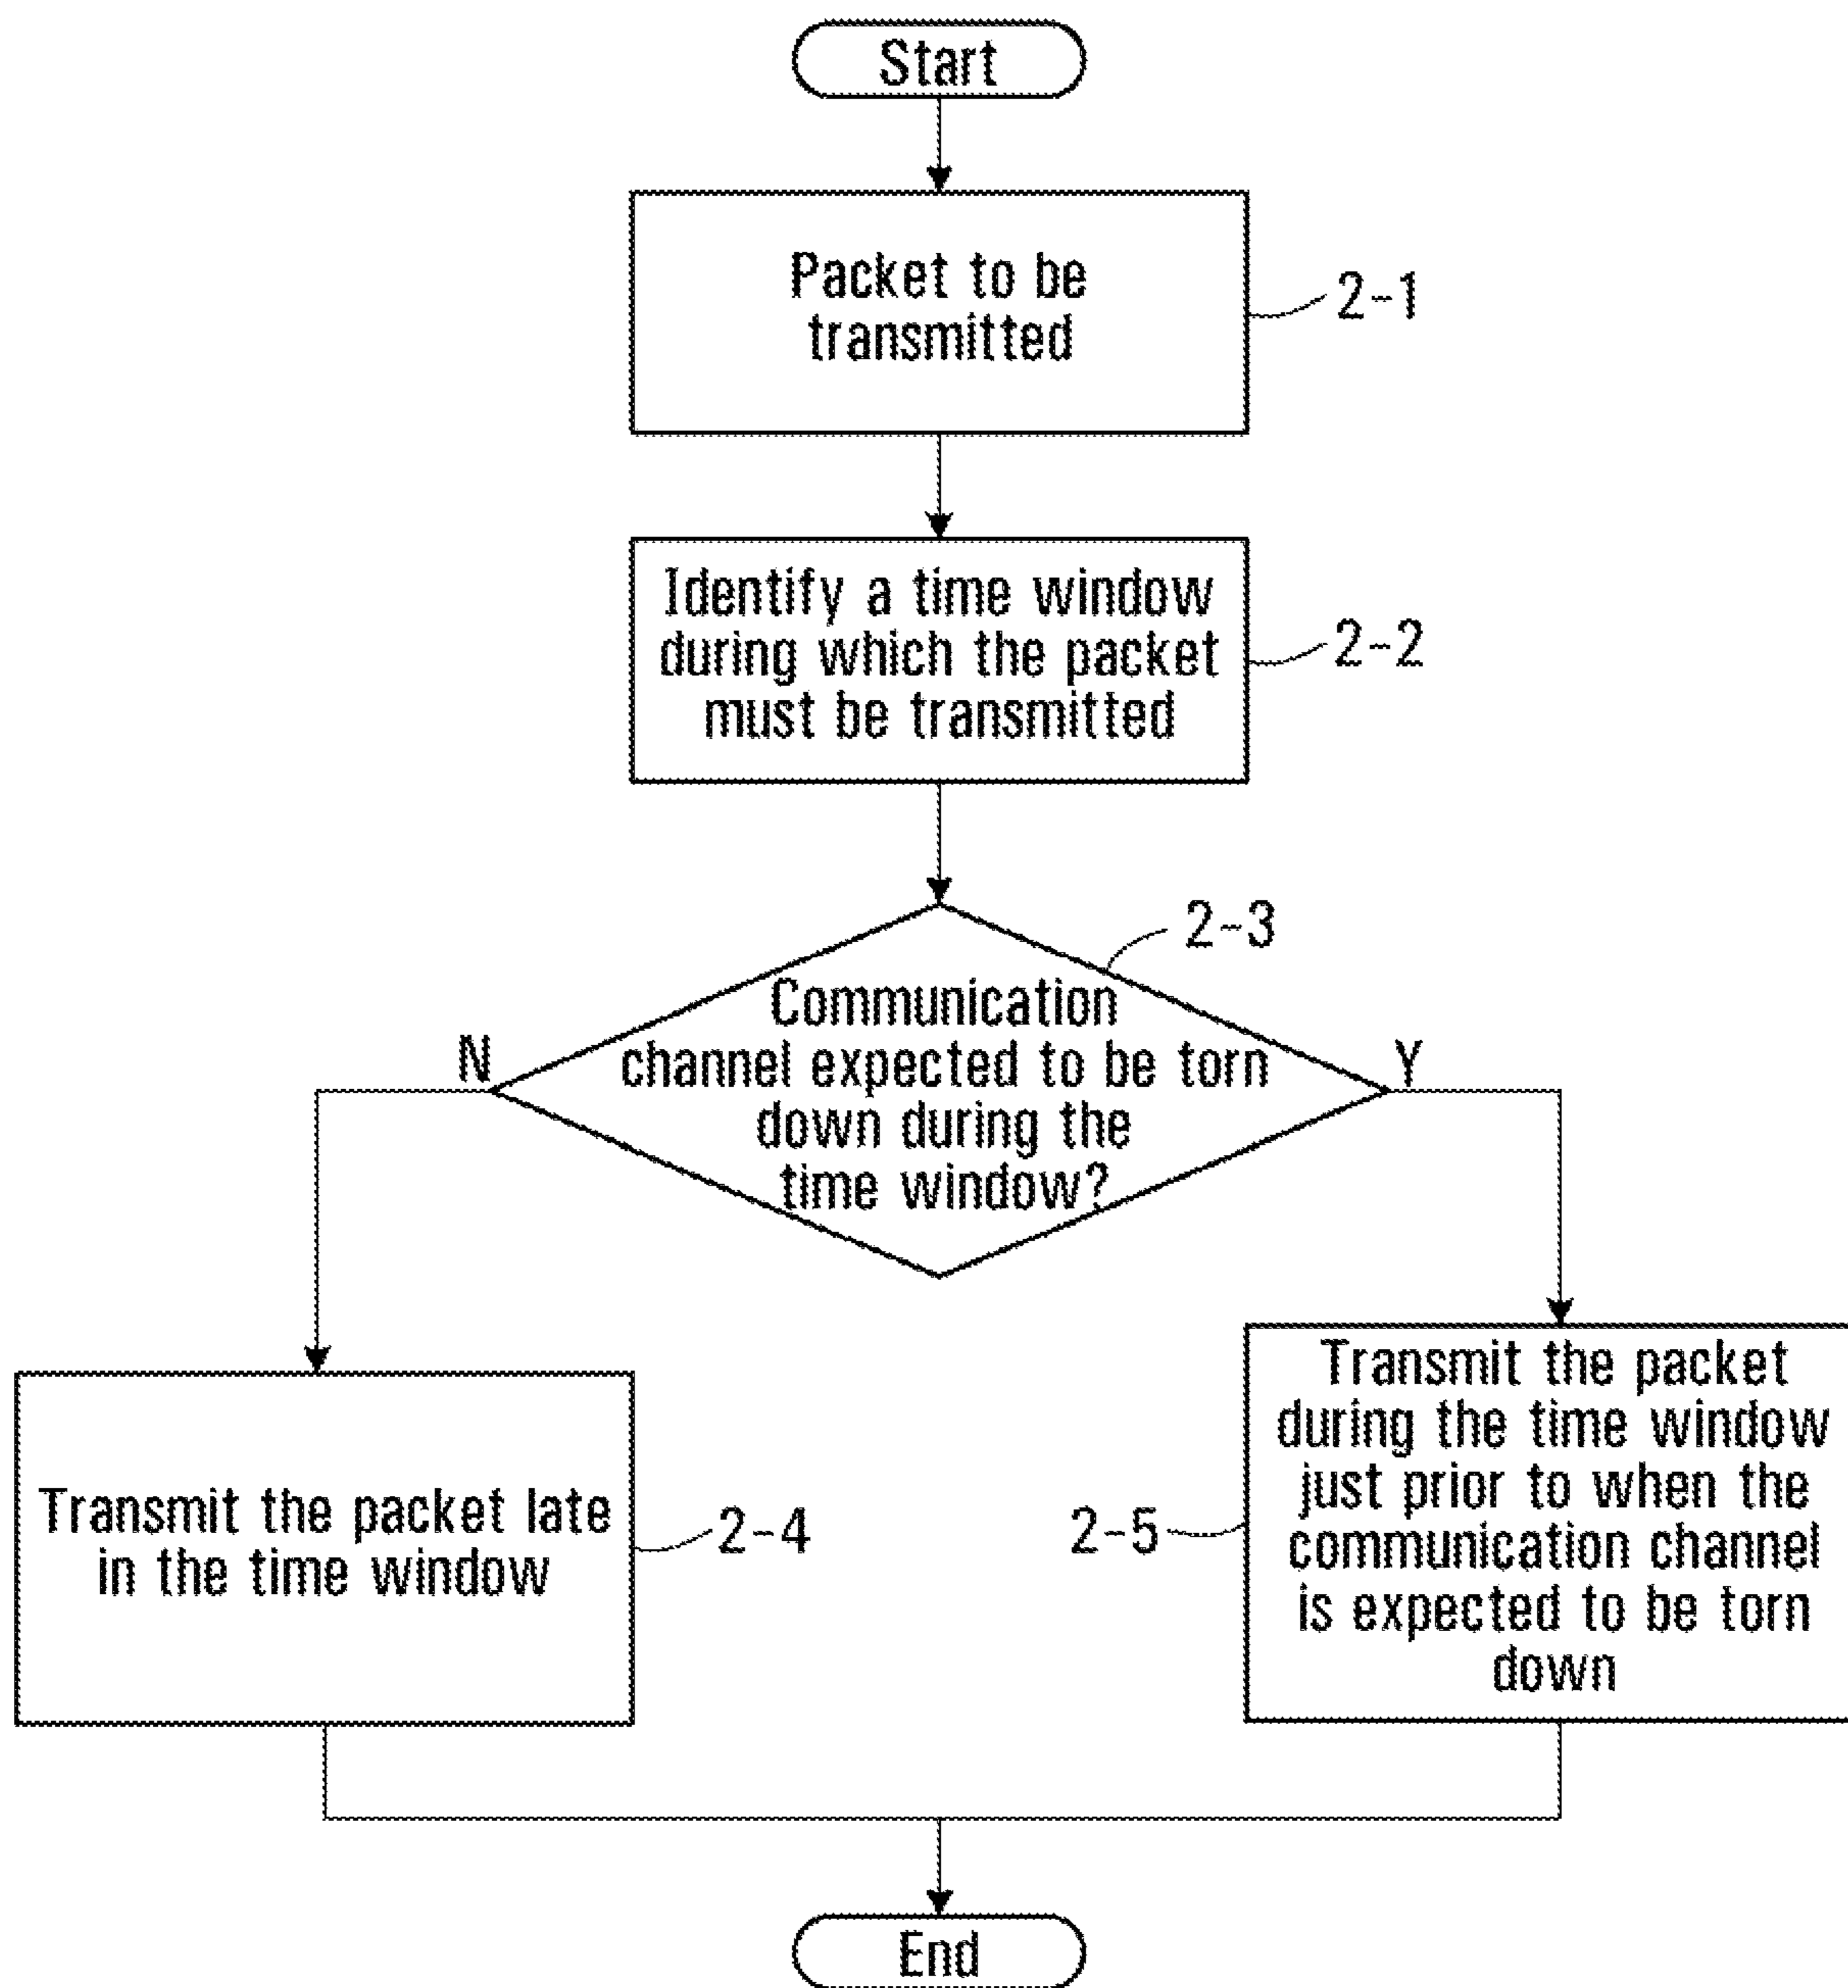 Start
Packet to be
transmitted
2-1
Identify a time window
during which the packet
must be transmitted
2-2
2-3
Communication
channel expected to be torn
down during the
time window?
N
Y
Transmit the packet late
in the time window
2-4
2-5
Transmit the packet
during the time window
just prior to when the
communication channel
is expected to be torn
down
End